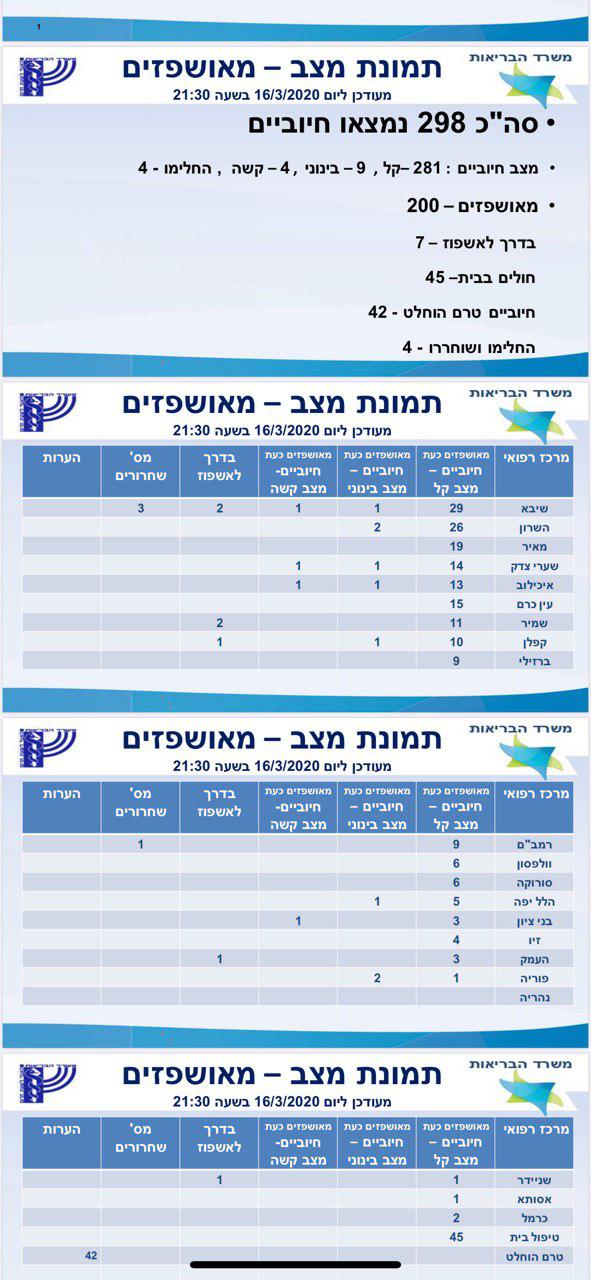 1
משרד הבריאות
תמונת מצב – מאושפזים
מעודכן ליום 16/3/2020 בשעה 21:30
• סה"כ 298 נמצאו חיוביים
• מצב חיוביים : 281 –קל , 9 – בינוני , 4 – קשה , החלימו - 4
• מאושפזים – 200
בדרך לאשפוז – 7
חולים בבית– 45
חיוביים טרם הוחלט - 42
החלימו ושוחררו - 4
משרד הבריאות
תמונת מצב – מאושפזים
מעודכן ליום 16/3/2020 בשעה 21:30
מרכז רפואי מאושפזים כעת חיוביים – מצב קל מאושפזים כעת חיוביים – מצב בינוני מאושפזים כעת חיוביים- מצב קשה בדרך לאשפוז מס' שחרורים הערות
שיבא 29 1 1 2 3
השרון 26 2
מאיר 19
שערי צדק 14 1 1
איכילוב 13 1 1
עין כרם 15
שמיר 11 2
קפלן 10 1 1
ברזילי 9
משרד הבריאות
תמונת מצב – מאושפזים
מעודכן ליום 16/3/2020 בשעה 21:30
מרכז רפואי מאושפזים כעת חיוביים – מצב קל מאושפזים כעת חיוביים – מצב בינוני מאושפזים כעת חיוביים- מצב קשה בדרך לאשפוז מס' שחרורים הערות
רמב"ם 9 1
וולפסון 6
סורוקה 6
הלל יפה 5 1
בני ציון 3 1
זיו 4
העמק 3 1
פוריה 1 2
נהריה
משרד הבריאות
תמונת מצב – מאושפזים
מעודכן ליום 16/3/2020 בשעה 21:30
מרכז רפואי מאושפזים כעת חיוביים – מצב קל מאושפזים כעת חיוביים – מצב בינוני מאושפזים כעת חיוביים- מצב קשה בדרך לאשפוז מס' שחרורים הערות
שניידר 1 1
אסותא 1
כרמל 2
טיפול בית 45
טרם הוחלט 42